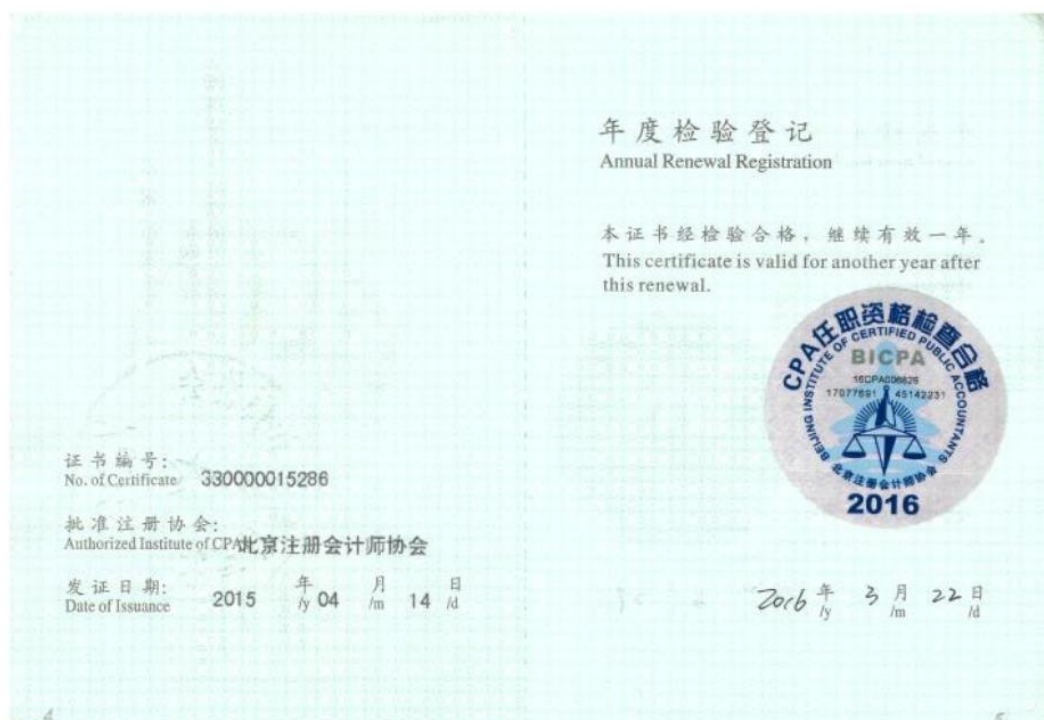 证书编号:
No. of Certificate 330000015286
批准注册协会:
Authorized Institute of CPAs 北京注册会计师协会
发证日期: 2015 年 04 月 14 日
Date of Issuance /y /m /d
4
年度检验登记
Annual Renewal Registration
本证书经检验合格，继续有效一年。
This certificate is valid for another year after
this renewal.
CPA任职资格检查合格
BEIJING INSTITUTE OF CERTIFIED PUBLIC ACCOUNTANTS
BICPA
16CPA006629
17077691 45142231
北京注册会计师协会
2016
2016 年 3 月 22 日
/y /m /d
5